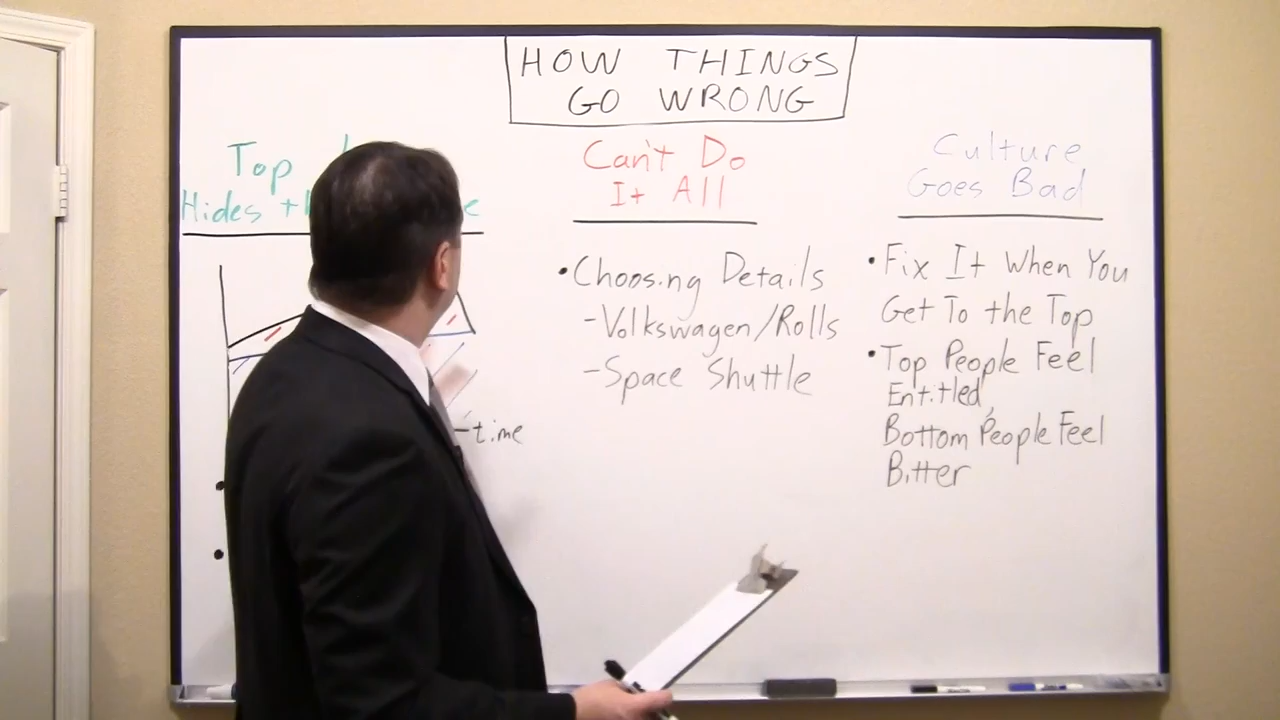 HOW THINGS
GO WRONG
Top
Hides
time
Can't Do
It All
•Choosing Details
-Volkswagen/Rolls
-Space Shuttle
Culture
Goes Bad
•Fix It When You
Get To the Top
•Top People Feel
Entitled,
Bottom People Feel
Bitter